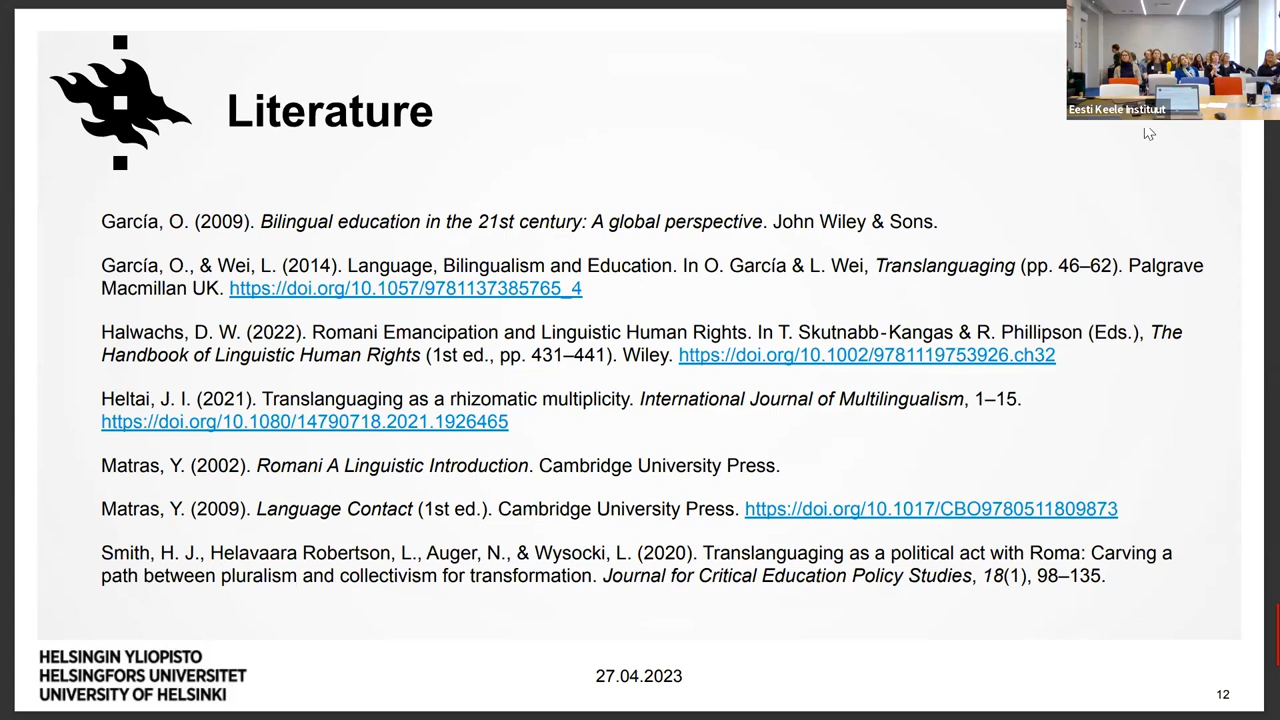 Literature
Eesti Keele Instituut
García, O. (2009). Bilingual education in the 21st century: A global perspective. John Wiley & Sons.
García, O., & Wei, L. (2014). Language, Bilingualism and Education. In O. García & L. Wei, Translanguaging (pp. 46–62). Palgrave
Macmillan UK. https://doi.org/10.1057/9781137385765_4
Halwachs, D. W. (2022). Romani Emancipation and Linguistic Human Rights. In T. Skutnabb-Kangas & R. Phillipson (Eds.), The
Handbook of Linguistic Human Rights (1st ed., pp. 431–441). Wiley. https://doi.org/10.1002/9781119753926.ch32
Heltai, J. I. (2021). Translanguaging as a rhizomatic multiplicity. International Journal of Multilingualism, 1–15.
https://doi.org/10.1080/14790718.2021.1926465
Matras, Y. (2002). Romani A Linguistic Introduction. Cambridge University Press.
Matras, Y. (2009). Language Contact (1st ed.). Cambridge University Press. https://doi.org/10.1017/CBO9780511809873
Smith, H. J., Helavaara Robertson, L., Auger, N., & Wysocki, L. (2020). Translanguaging as a political act with Roma: Carving a
path between pluralism and collectivism for transformation. Journal for Critical Education Policy Studies, 18(1), 98–135.
HELSINGIN YLIOPISTO
HELSINGFORS UNIVERSITET
UNIVERSITY OF HELSINKI
27.04.2023
12